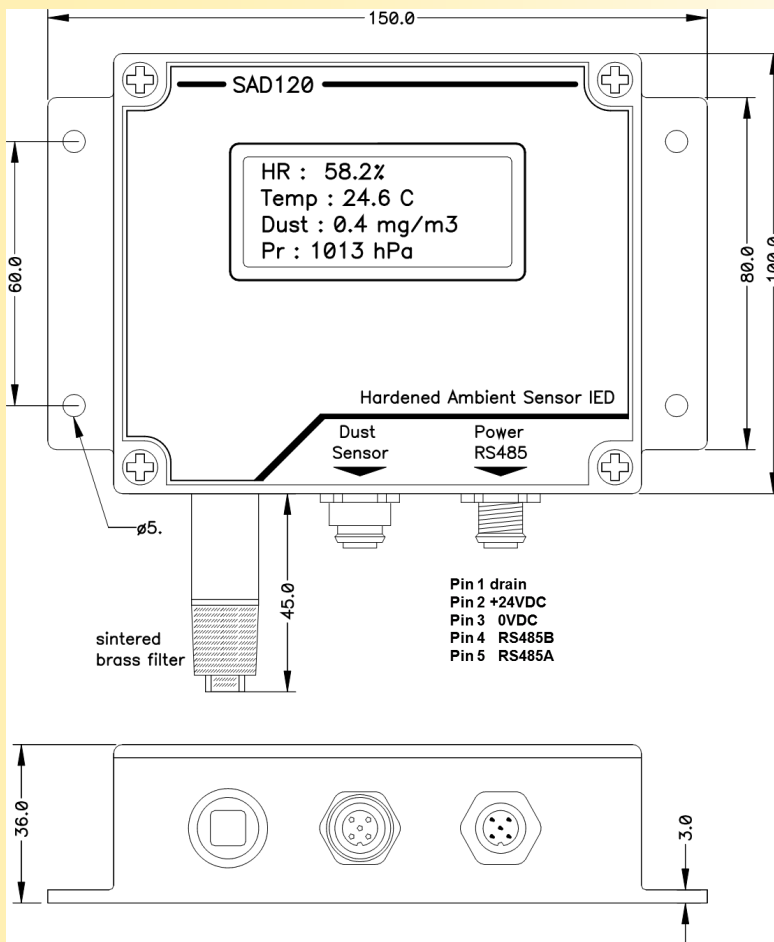 150.0
SAD120
HR : 58.2%
Temp : 24.6 C
Dust : 0.4 mg/m3
Pr : 1013 hPa
60.0
80.0
100.0
Hardened Ambient Sensor IED
Dust
Sensor
Power
RS485
ø5.
45.0
sintered
brass filter
Pin 1 drain
Pin 2 +24VDC
Pin 3 0VDC
Pin 4 RS485B
Pin 5 RS485A
36.0
3.0